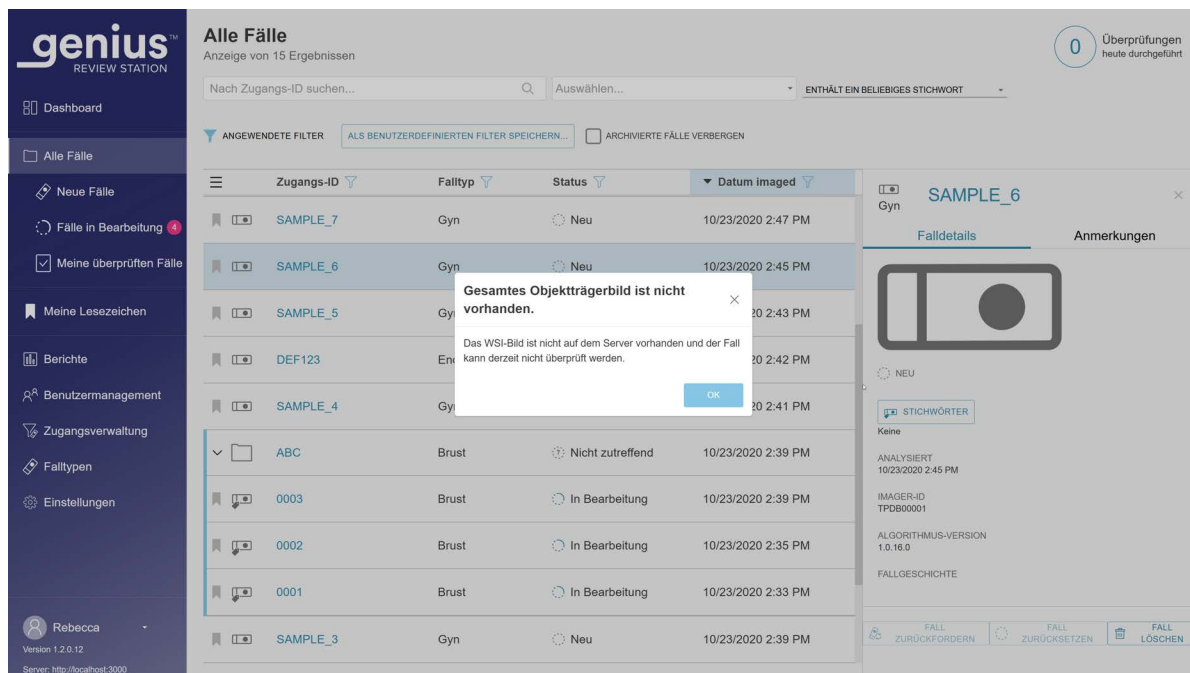 genius™
REVIEW STATION
Dashboard
Alle Fälle
Neue Fälle
Fälle in Bearbeitung 4
Meine überprüften Fälle
Meine Lesezeichen
Berichte
Benutzermanagement
Zugangsverwaltung
Falltypen
Einstellungen
Rebecca
Version 1.2.0.12
Server: http://localhost:3000
Alle Fälle
Anzeige von 15 Ergebnissen
0 Überprüfungen
heute durchgeführt
Nach Zugangs-ID suchen...
Auswählen...
ENTHÄLT EIN BELIEBIGES STICHWORT
ANGEWENDETE FILTER
ALS BENUTZERDEFINIERTEN FILTER SPEICHERN...
ARCHIVIERTE FÄLLE VERBERGEN
Zugangs-ID Falltyp Status Datum imaged
SAMPLE_7 Gyn Neu 10/23/2020 2:47 PM
SAMPLE_6 Gyn Neu 10/23/2020 2:45 PM
SAMPLE_5 Gy 20 2:43 PM
DEF123 En 20 2:42 PM
SAMPLE_4 Gy 20 2:41 PM
ABC Brust Nicht zutreffend 10/23/2020 2:39 PM
0003 Brust In Bearbeitung 10/23/2020 2:39 PM
0002 Brust In Bearbeitung 10/23/2020 2:35 PM
0001 Brust In Bearbeitung 10/23/2020 2:33 PM
SAMPLE_3 Gyn Neu 10/23/2020 2:39 PM
Gesamtes Objektträgerbild ist nicht
vorhanden.
Das WSI-Bild ist nicht auf dem Server vorhanden und der Fall
kann derzeit nicht überprüft werden.
OK
Gyn
SAMPLE_6
Falldetails
Anmerkungen
NEU
STICHWÖRTER
Keine
ANALYSIERT
10/23/2020 2:45 PM
IMAGER-ID
TPDB00001
ALGORITHMUS-VERSION
1.0.16.0
FALLGESCHICHTE
FALL
ZURÜCKFORDERN
FALL
ZURÜCKSETZEN
FALL
LÖSCHEN